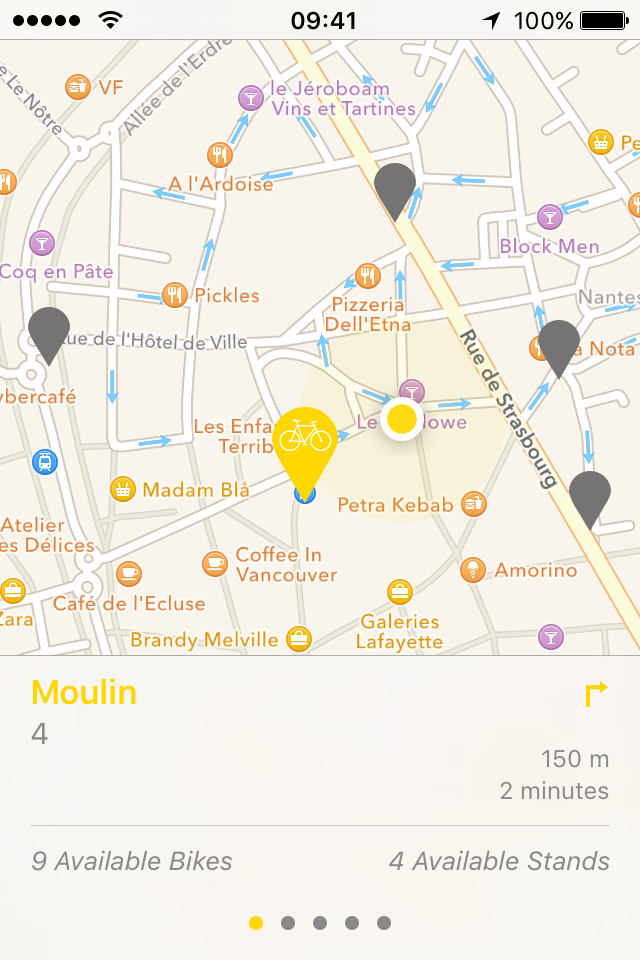 09:41
100%
le Jéroboam
Vins et Tartines
VF
Allée de l'Erdre
e Le Nôtre
A l'Ardoise
Block Men
Coq en Pâte
Pickles
Nantes
Pizzeria
Dell'Etna
Rue de l'Hôtel de Ville
a Nota
Rue de Strasbourg
ybercafé
Les Enfa
Terrib
Le
lowe
Madam Blå
Petra Kebab
Atelier
es Délices
Coffee In
Vancouver
Amorino
Café de l'Ecluse
Zara
Galeries
Lafayette
Brandy Melville
Moulin
4
150 m
2 minutes
9 Available Bikes
4 Available Stands